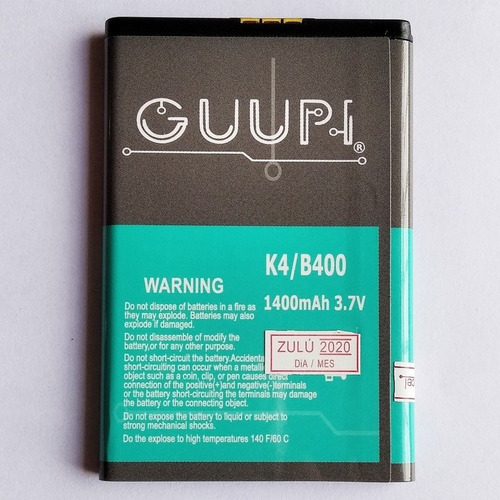 GUUPI®
K4/B400
WARNING
1400mAh 3.7V
Do not dispose of batteries in a fire as
they may explode. Batteries may also
explode if damaged.
Do not disassemble of modify the
battery,or for any other purpose.
Do not short-circuit the battery.Accidenta
short-circuiting can occur when a metallic
object such as a coin, clip, or pen causes direct
connection of the positive(+)and negative(-)terminals
or the battery short-circuiting the terminals may damage
the battery or connecting object.
Do not expose the battery to liquid or subject to
strong mechanical shocks.
Do the explode to high temperatures 140 F/60 C
ZULÚ 2020
DiA / MES